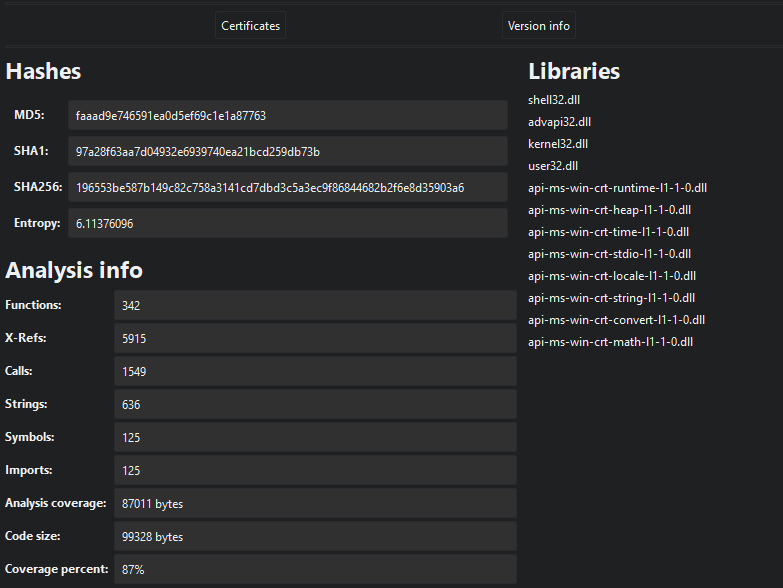 Certificates
Version info
Hashes
MD5: faaad9e746591ea0d5ef69c1e1a87763
SHA1: 97a28f63aa7d04932e6939740ea21bcd259db73b
SHA256: 196553be587b149c82c758a3141cd7dbd3c5a3ec9f86844682b2f6e8d35903a6
Entropy: 6.11376096
Analysis info
Functions: 342
X-Refs: 5915
Calls: 1549
Strings: 636
Symbols: 125
Imports: 125
Analysis coverage: 87011 bytes
Code size: 99328 bytes
Coverage percent: 87%
Libraries
shell32.dll
advapi32.dll
kernel32.dll
user32.dll
api-ms-win-crt-runtime-l1-1-0.dll
api-ms-win-crt-heap-l1-1-0.dll
api-ms-win-crt-time-l1-1-0.dll
api-ms-win-crt-stdio-l1-1-0.dll
api-ms-win-crt-locale-l1-1-0.dll
api-ms-win-crt-string-l1-1-0.dll
api-ms-win-crt-convert-l1-1-0.dll
api-ms-win-crt-math-l1-1-0.dll